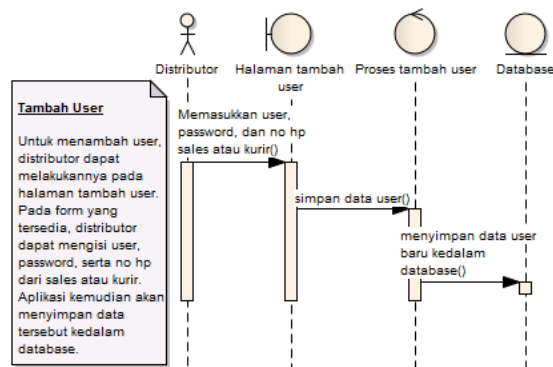 Distributor
Halaman tambah
user
Proses tambah user
Database
Tambah User
Untuk menambah user,
distributor dapat
melakukannya pada
halaman tambah user.
Pada form yang
tersedia, distributor
dapat mengisi user,
password, serta no hp
dari sales atau kurir.
Aplikasi kemudian akan
menyimpan data
tersebut kedalam
database.
Memasukkan user,
password, dan no hp
sales atau kurir()
simpan data user()
menyimpan data user
baru kedalam
database()